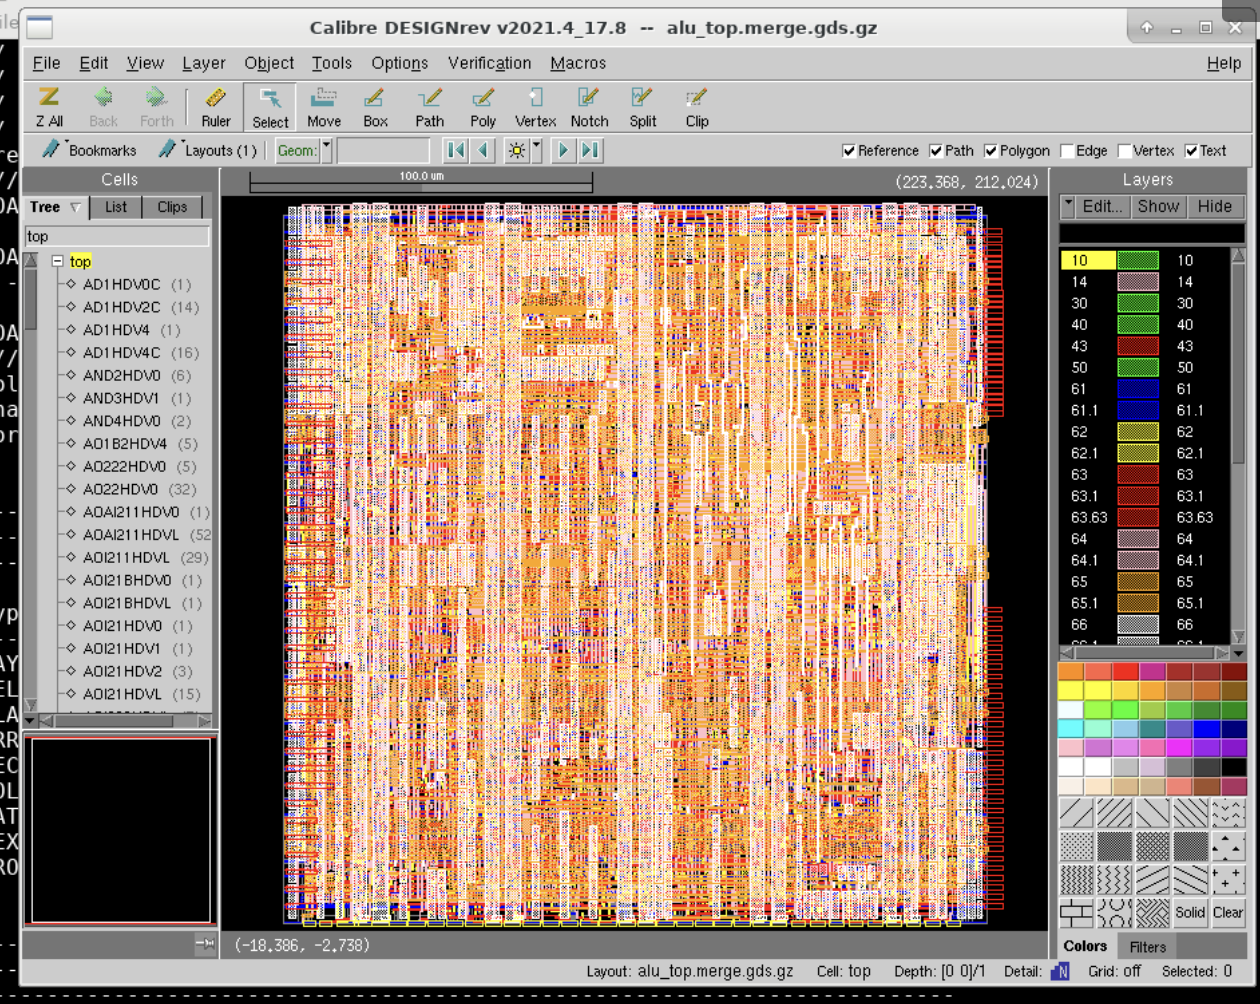 Calibre DESIGNrev v2021.4_17.8 -- alu_top.merge.gds.gz
File Edit View Layer Object Tools Options Verification Macros Help
Z All Back Forth Ruler Select Move Box Path Poly Vertex Notch Split Clip
Bookmarks Layouts (1) Geom: Reference Path Polygon Edge Vertex Text
Cells
Tree List Clips
top
top
AD1HDV0C (1)
AD1HDV2C (14)
AD1HDV4 (1)
AD1HDV4C (16)
AND2HDV0 (6)
AND3HDV1 (1)
AND4HDV0 (2)
AO1B2HDV4 (5)
AO222HDV0 (5)
AO22HDV0 (32)
AOAI211HDV0 (1)
AOAI211HDVL (52
AOI211HDVL (29)
AOI21BHDV0 (1)
AOI21BHDVL (1)
AOI21HDV0 (1)
AOI21HDV1 (1)
AOI21HDV2 (3)
AOI21HDVL (15)
100.0 um
(223.368, 212.024)
(-18.386, -2.738)
Layers
Edit... Show Hide
10 10
14 14
30 30
40 40
43 43
50 50
61 61
61.1 61.1
62 62
62.1 62.1
63 63
63.1 63.1
63.63 63.63
64 64
64.1 64.1
65 65
65.1 65.1
66 66
Solid Clear
Colors Filters
Layout: alu_top.merge.gds.gz Cell: top Depth: [0 0]/1 Detail: N Grid: off Selected: 0